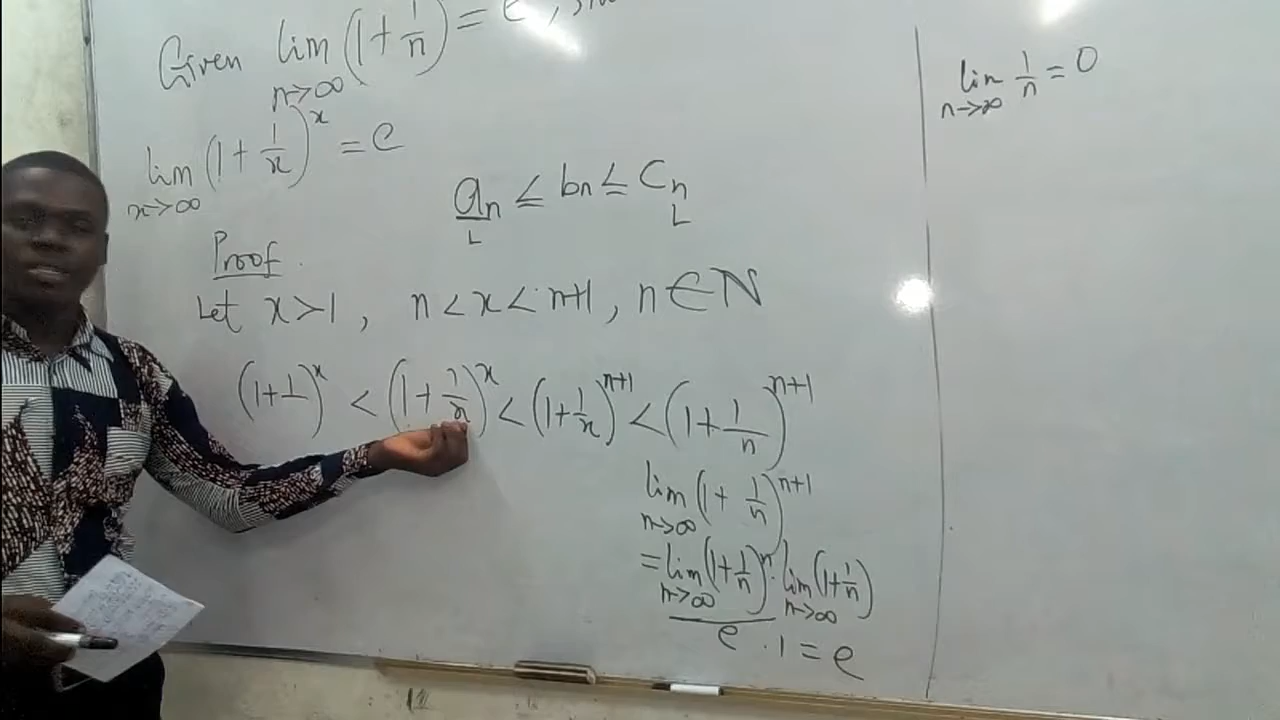 Given lim (1 + 1/n) = e,
n→∞
lim (1 + 1/x)^x = e
x→∞
a_n ≤ b_n ≤ c_n
L L
Proof.
Let x > 1, n < x < n+1, n ∈ ℕ
(1 + 1/ )^x < (1 + 1/x)^x < (1 + 1/x)^{n+1} < (1 + 1/n)^{n+1}
lim (1 + 1/n)^{n+1}
n→∞
= lim (1 + 1/n)^n · lim (1 + 1/n)
n→∞ n→∞
e · 1 = e
lim 1/n = 0
n→∞